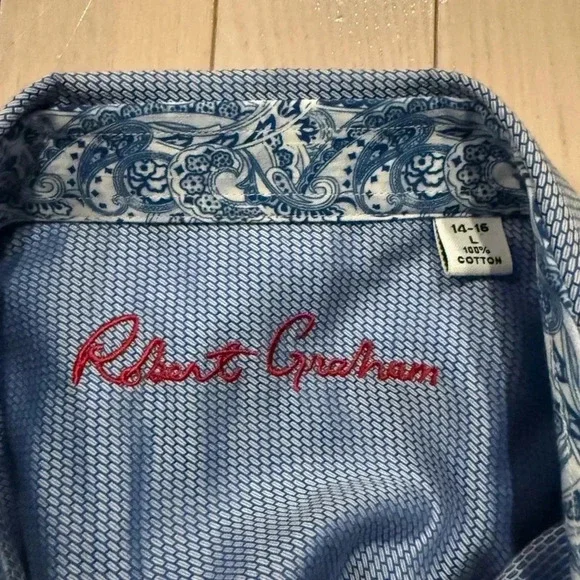 14-16
L
100%
COTTON
Robert Graham